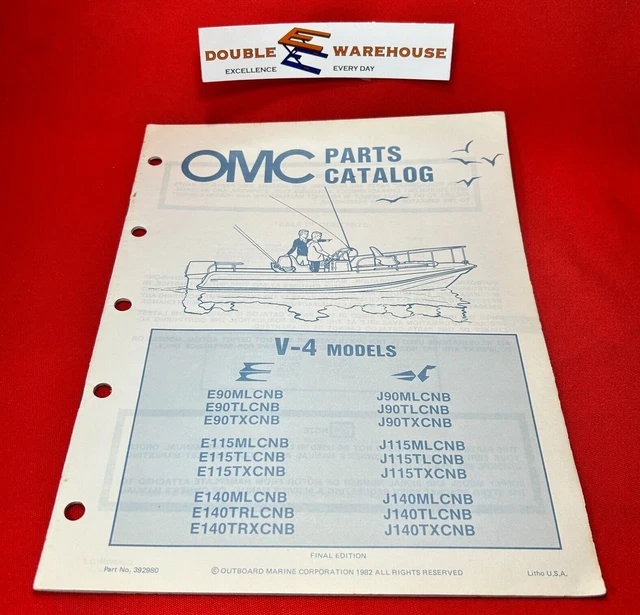 DOUBLE WAREHOUSE
EXCELLENCE EVERY DAY
OMC PARTS CATALOG
V-4 MODELS
E90MLCNB J90MLCNB
E90TLCNB J90TLCNB
E90TXCNB J90TXCNB
E115MLCNB J115MLCNB
E115TLCNB J115TLCNB
E115TXCNB J115TXCNB
E140MLCNB J140MLCNB
E140TRLCNB J140TLCNB
E140TRXCNB J140TXCNB
FINAL EDITION
Part No. 392980 © OUTBOARD MARINE CORPORATION 1982 ALL RIGHTS RESERVED Litho U.S.A.